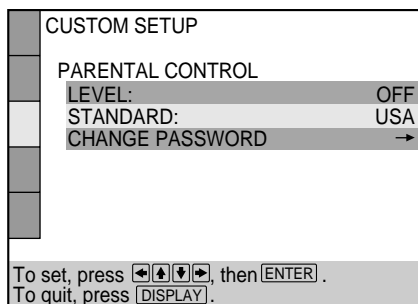 CUSTOM SETUP
PARENTAL CONTROL
LEVEL: OFF
STANDARD: USA
CHANGE PASSWORD →
To set, press ←↑↓→, then ENTER .
To quit, press DISPLAY .